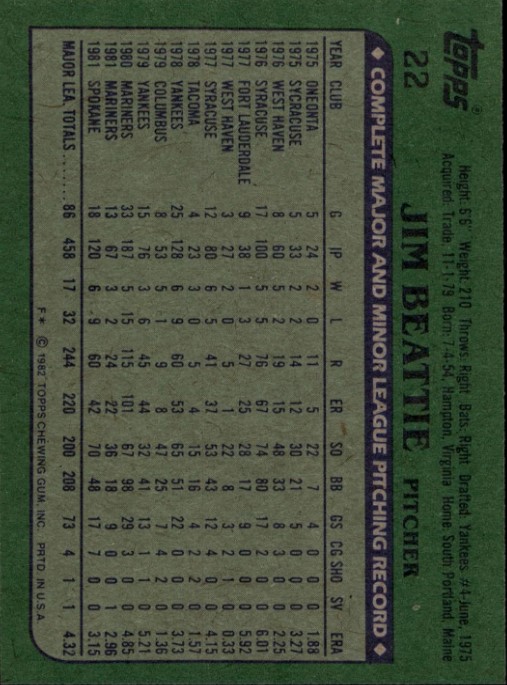 topps®
Height: 6'6" Weight: 210 Throws: Right Bats: Right Drafted: Yankees #4-June, 1975
Acquired: Trade, 11-1-79 Born: 7-4-54, Hampton, Virginia Home: South Portland, Maine
22 JIM BEATTIE PITCHER
◆ COMPLETE MAJOR AND MINOR LEAGUE PITCHING RECORD ◆
YEAR CLUB G IP W L R ER SO BB GS CG SHO SV ERA
1975 ONEONTA 5 24 2 0 11 5 22 7 4 0 0 0 1.88
1975 SYCRACUSE 5 33 2 2 14 12 30 21 5 0 0 0 3.27
1976 WEST HAVEN 8 60 5 2 19 15 48 33 8 3 0 0 2.25
1976 SYRACUSE 17 100 5 5 76 67 74 80 17 2 0 0 6.01
1977 FORT LAUDERDALE 9 38 1 3 27 25 28 17 9 0 0 0 5.92
1977 WEST HAVEN 3 27 2 0 5 1 22 8 3 2 1 0 0.33
1977 SYRACUSE 12 80 6 5 41 37 53 43 12 4 0 0 4.15
1978 TACOMA 4 23 3 0 5 4 15 16 4 2 2 0 1.57
1978 YANKEES 25 128 6 9 60 53 65 51 22 0 0 0 3.73
1979 COLUMBUS 8 53 5 1 9 8 47 25 7 4 2 0 1.36
1979 YANKEES 15 76 3 6 45 44 32 41 13 1 1 0 5.21
1980 MARINERS 33 187 5 15 115 101 67 98 29 3 0 0 4.85
1981 MARINERS 13 67 3 2 24 22 36 18 9 0 0 1 2.96
1981 SPOKANE 18 120 6 9 60 42 70 48 17 7 0 0 3.15
MAJOR LEA. TOTALS ...... 86 458 17 32 244 220 200 208 73 4 1 1 4.32
F* © 1982 TOPPS CHEWING GUM, INC. PRTD. IN U.S.A.